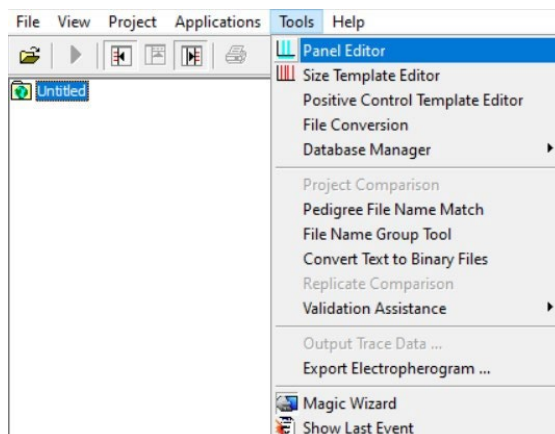 File View Project Applications Tools Help
Untitled
Panel Editor
Size Template Editor
Positive Control Template Editor
File Conversion
Database Manager
Project Comparison
Pedigree File Name Match
File Name Group Tool
Convert Text to Binary Files
Replicate Comparison
Validation Assistance
Output Trace Data ...
Export Electropherogram ...
Magic Wizard
Show Last Event